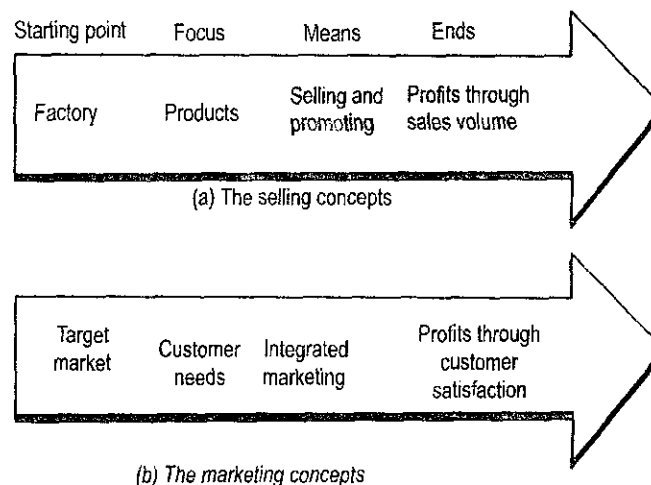 Starting point Focus Means Ends
Factory Products Selling and promoting Profits through sales volume
(a) The selling concepts
Target market Customer needs Integrated marketing Profits through customer satisfaction
(b) The marketing concepts